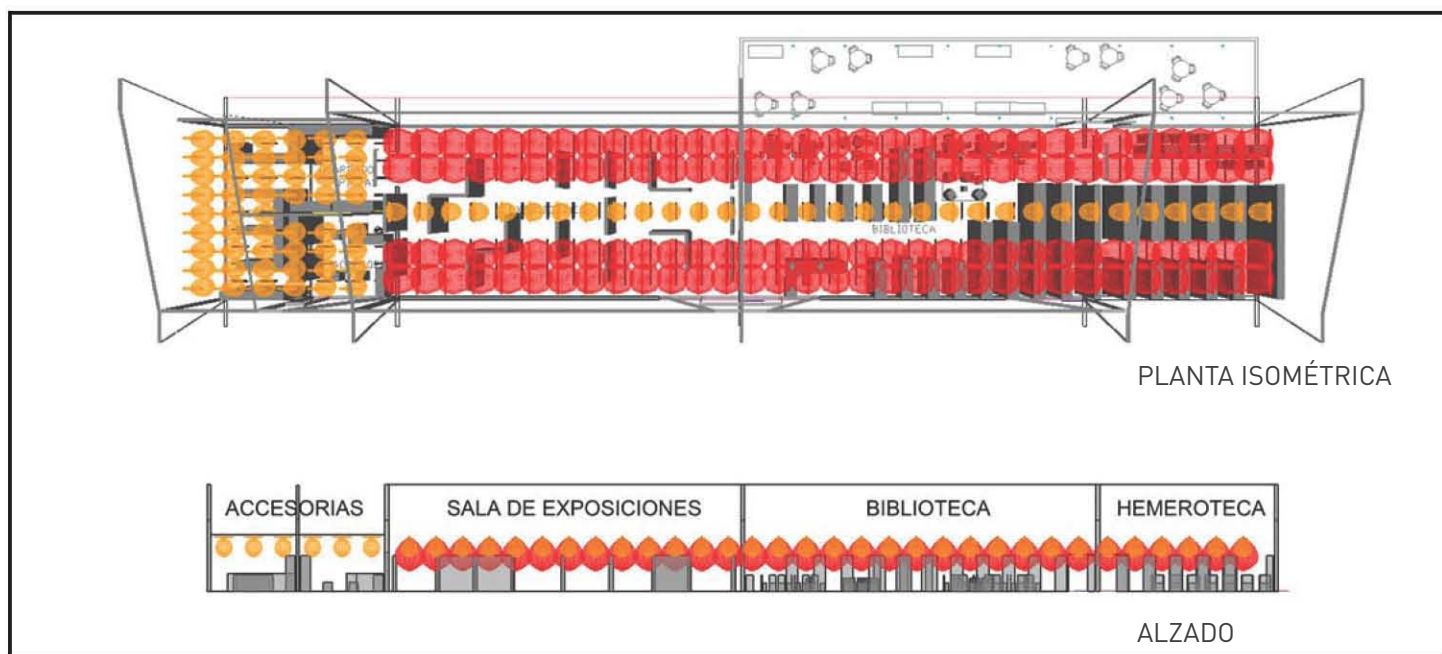 BIBLIOTECA
PLANTA ISOMÉTRICA
ACCESORIAS
SALA DE EXPOSICIONES
BIBLIOTECA
HEMEROTECA
ALZADO